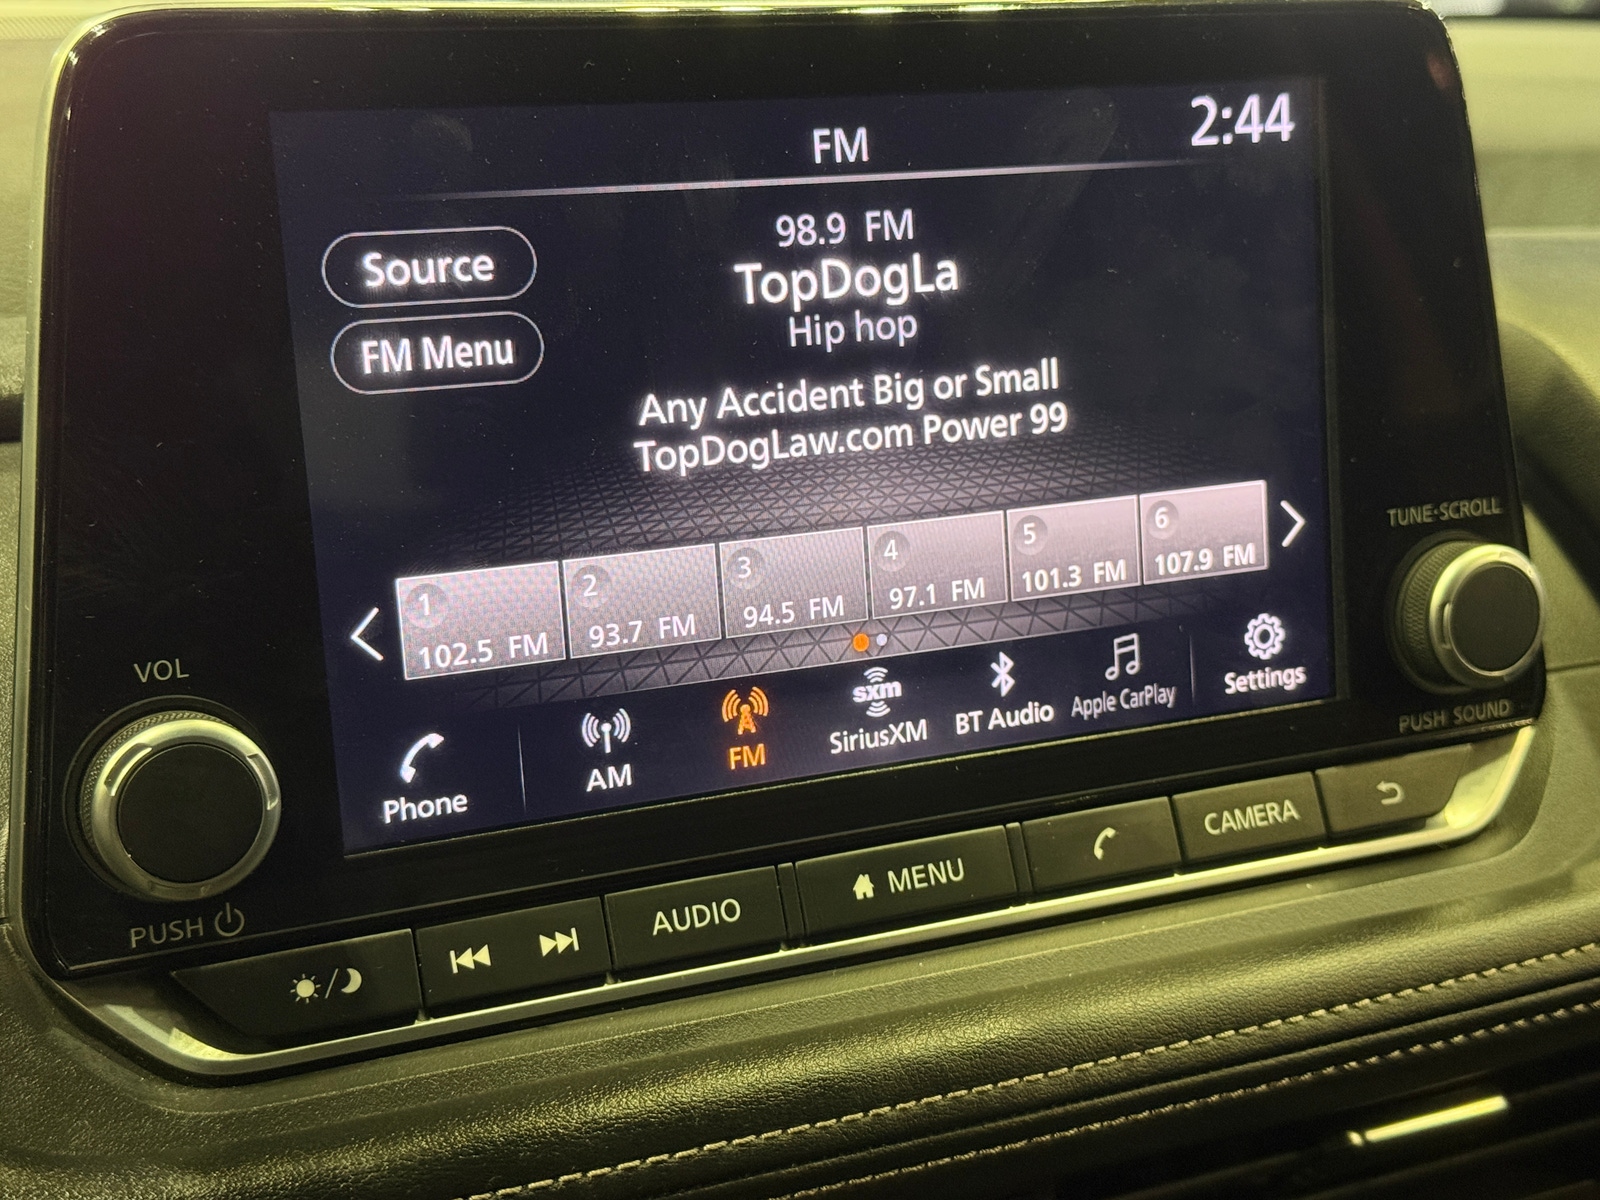 FM
2:44
Source
FM Menu
98.9 FM
TopDogLa
Hip hop
Any Accident Big or Small
TopDogLaw.com Power 99
1
102.5 FM
2
93.7 FM
3
94.5 FM
4
97.1 FM
5
101.3 FM
6
107.9 FM
Phone
AM
FM
sxm
SiriusXM
BT Audio
Apple CarPlay
Settings
VOL
PUSH
TUNE·SCROLL
PUSH SOUND
AUDIO
MENU
CAMERA